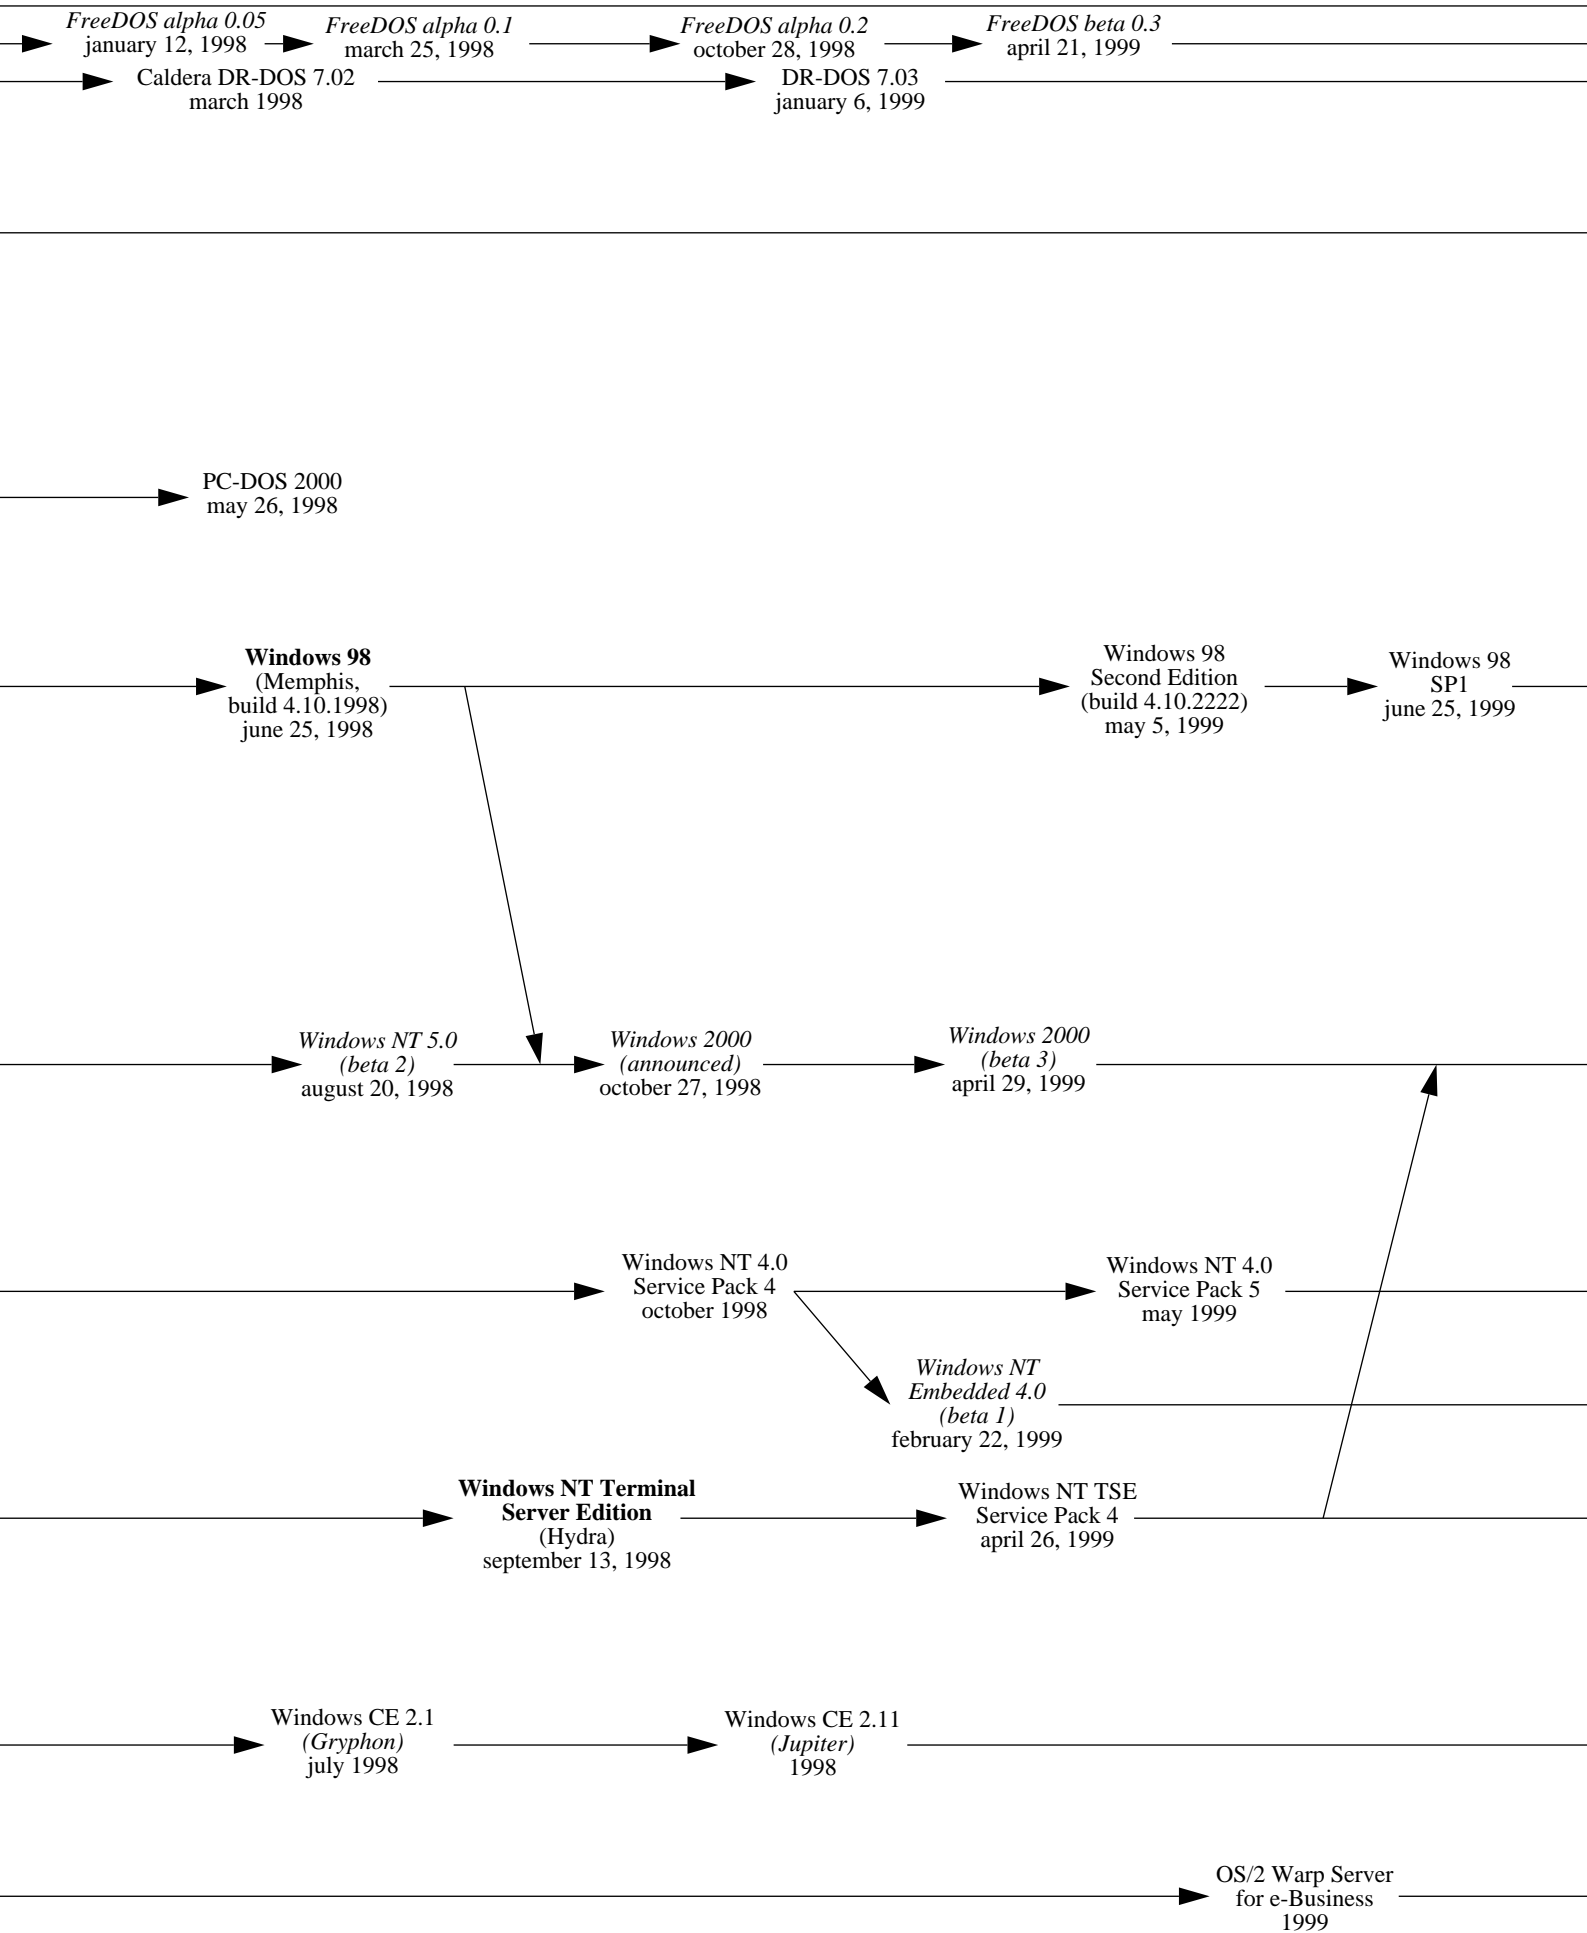 FreeDOS alpha 0.05
january 12, 1998
FreeDOS alpha 0.1
march 25, 1998
FreeDOS alpha 0.2
october 28, 1998
FreeDOS beta 0.3
april 21, 1999
Caldera DR-DOS 7.02
march 1998
DR-DOS 7.03
january 6, 1999
PC-DOS 2000
may 26, 1998
Windows 98
(Memphis,
build 4.10.1998)
june 25, 1998
Windows 98
Second Edition
(build 4.10.2222)
may 5, 1999
Windows 98
SP1
june 25, 1999
Windows NT 5.0
(beta 2)
august 20, 1998
Windows 2000
(announced)
october 27, 1998
Windows 2000
(beta 3)
april 29, 1999
Windows NT 4.0
Service Pack 4
october 1998
Windows NT 4.0
Service Pack 5
may 1999
Windows NT
Embedded 4.0
(beta 1)
february 22, 1999
Windows NT Terminal
Server Edition
(Hydra)
september 13, 1998
Windows NT TSE
Service Pack 4
april 26, 1999
Windows CE 2.1
(Gryphon)
july 1998
Windows CE 2.11
(Jupiter)
1998
OS/2 Warp Server
for e-Business
1999